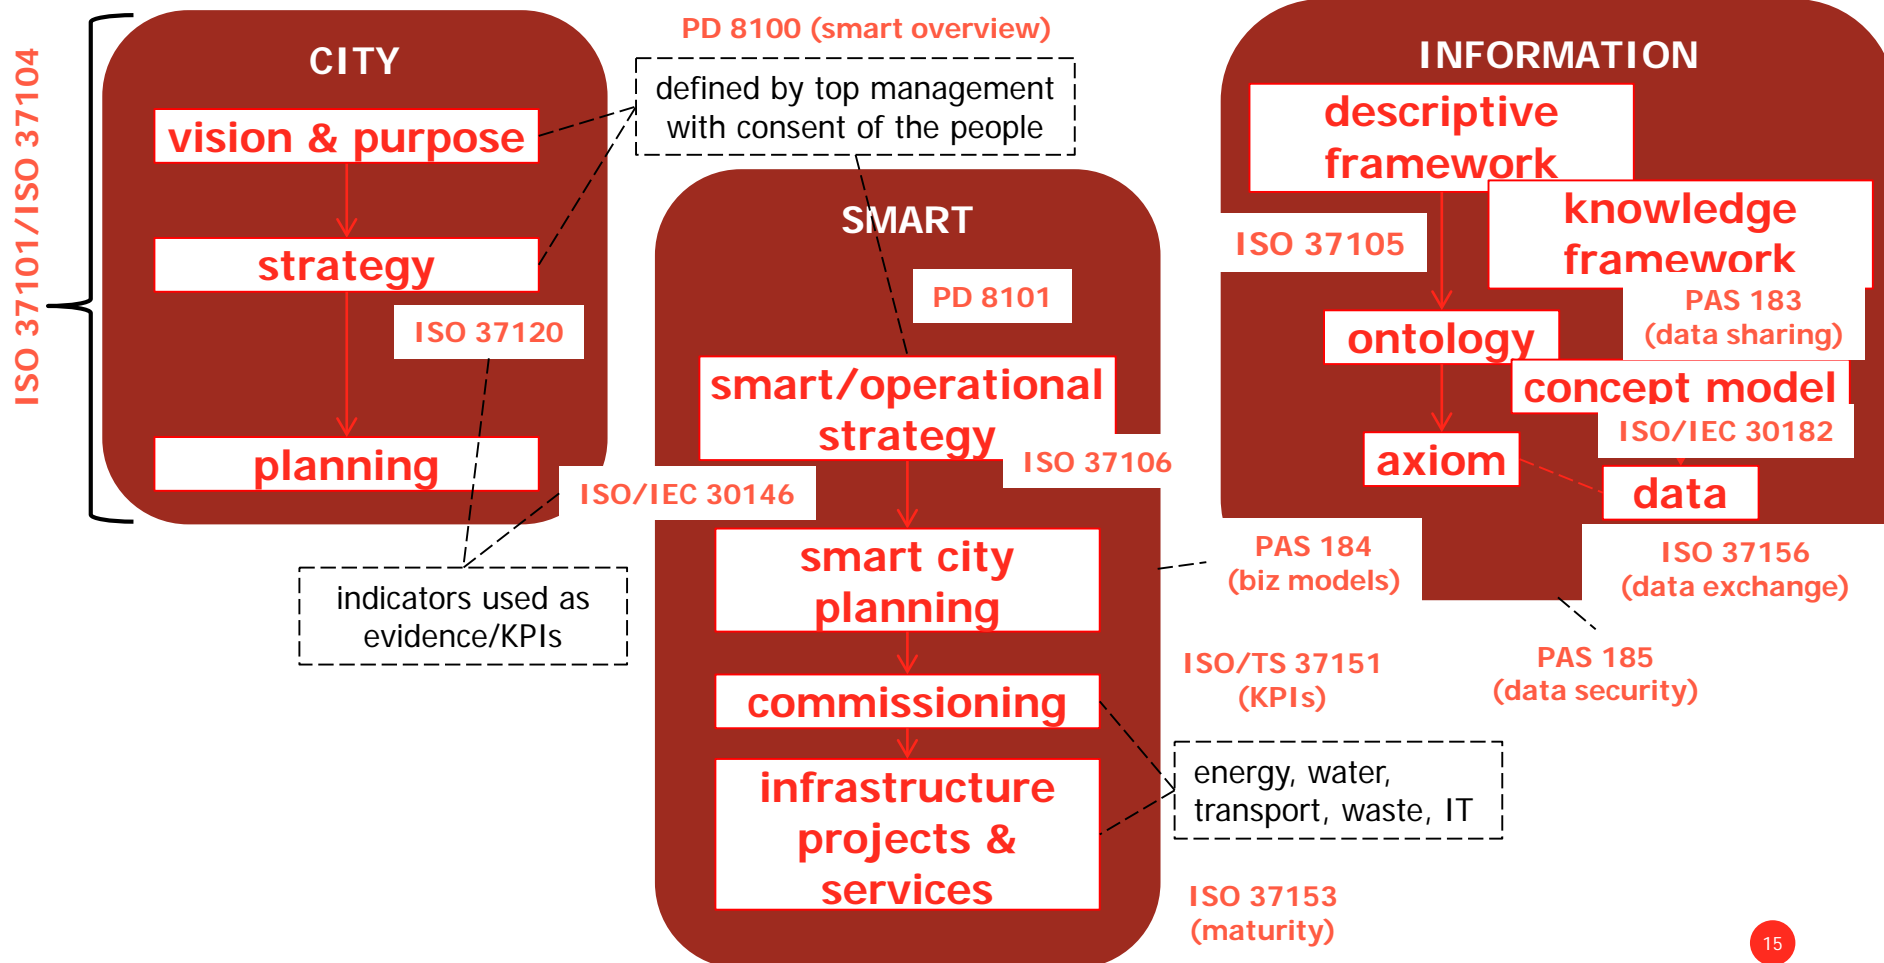 ISO 37101/ISO 37104
CITY
vision & purpose
strategy
ISO 37120
planning
ISO/IEC 30146
indicators used as
evidence/KPIs
PD 8100 (smart overview)
defined by top management
with consent of the people
SMART
PD 8101
smart/operational
strategy
ISO 37106
smart city
planning
commissioning
infrastructure
projects &
services
PAS 184
(biz models)
ISO/TS 37151
(KPIs)
energy, water,
transport, waste, IT
ISO 37153
(maturity)
INFORMATION
descriptive
framework
knowledge
framework
ISO 37105
PAS 183
(data sharing)
ontology
concept model
ISO/IEC 30182
axiom
data
ISO 37156
(data exchange)
PAS 185
(data security)
15